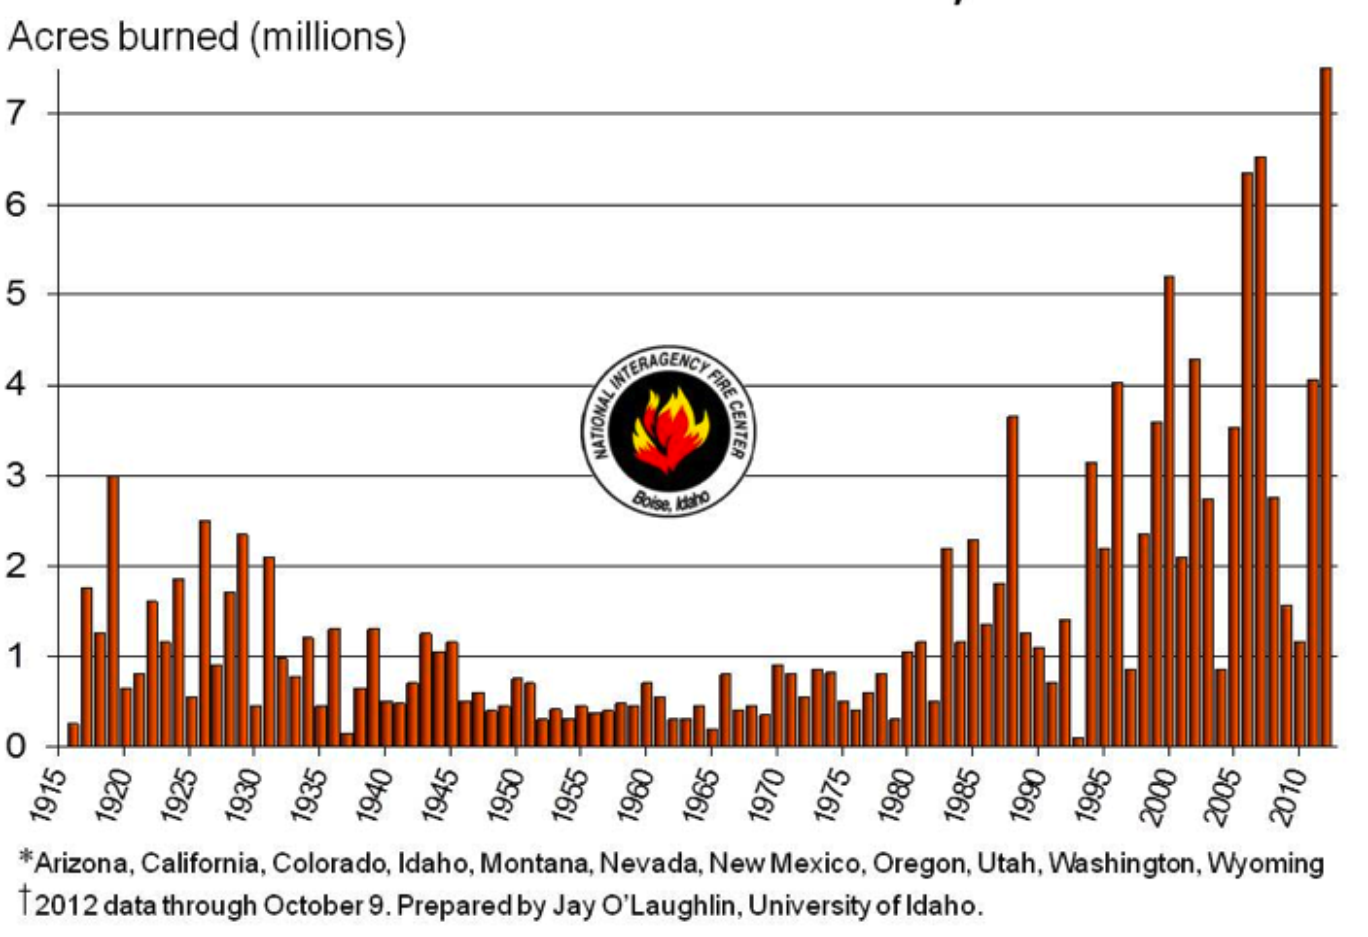 Acres burned (millions)
7
6
5
4
3
2
1
0
NATIONAL INTERAGENCY FIRE CENTER
Boise, Idaho
1915 1920 1925 1930 1935 1940 1945 1950 1955 1960 1965 1970 1975 1980 1985 1990 1995 2000 2005 2010
*Arizona, California, Colorado, Idaho, Montana, Nevada, New Mexico, Oregon, Utah, Washington, Wyoming
†2012 data through October 9. Prepared by Jay O'Laughlin, University of Idaho.